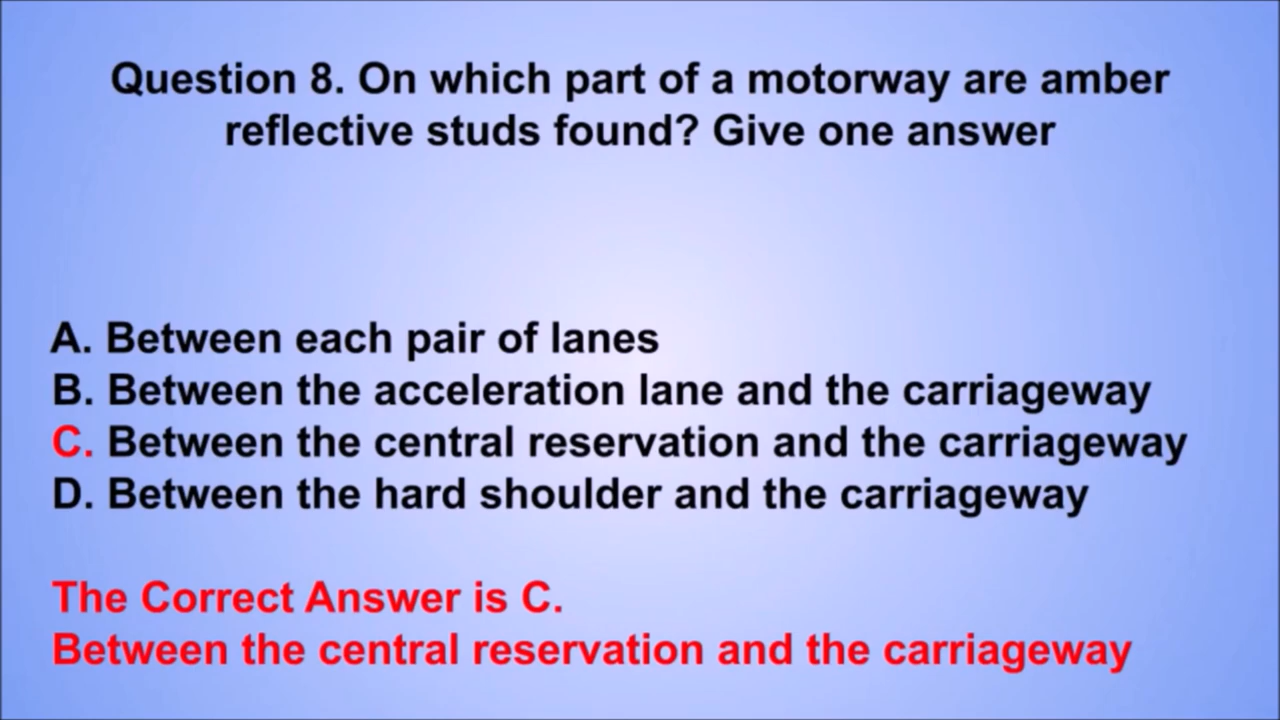 Question 8. On which part of a motorway are amber
reflective studs found? Give one answer
A. Between each pair of lanes
B. Between the acceleration lane and the carriageway
C. Between the central reservation and the carriageway
D. Between the hard shoulder and the carriageway
The Correct Answer is C.
Between the central reservation and the carriageway